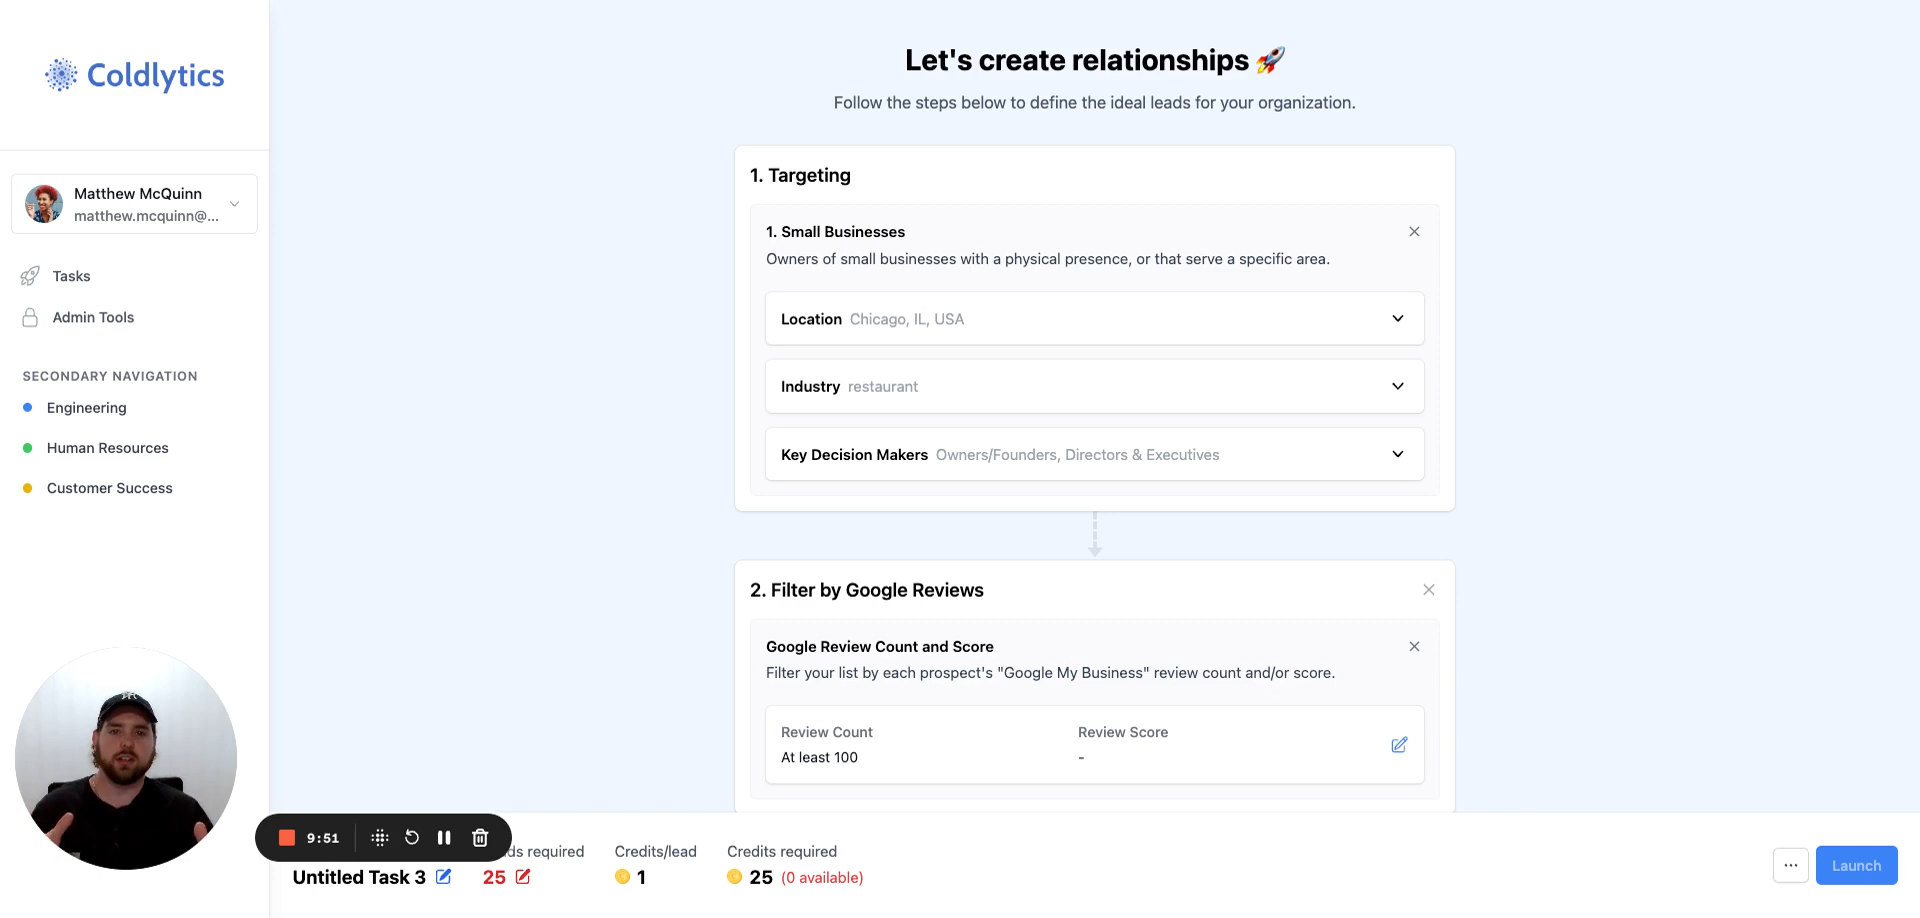 Coldlytics
Matthew McQuinn
matthew.mcquinn@...
Tasks
Admin Tools
SECONDARY NAVIGATION
Engineering
Human Resources
Customer Success
Let's create relationships 🚀
Follow the steps below to define the ideal leads for your organization.
1. Targeting
1. Small Businesses
Owners of small businesses with a physical presence, or that serve a specific area.
Location Chicago, IL, USA
Industry restaurant
Key Decision Makers Owners/Founders, Directors & Executives
2. Filter by Google Reviews
Google Review Count and Score
Filter your list by each prospect's "Google My Business" review count and/or score.
Review Count Review Score
At least 100 -
9:51
required Credits/lead Credits required
Untitled Task 3 25 1 25 (0 available)
... Launch